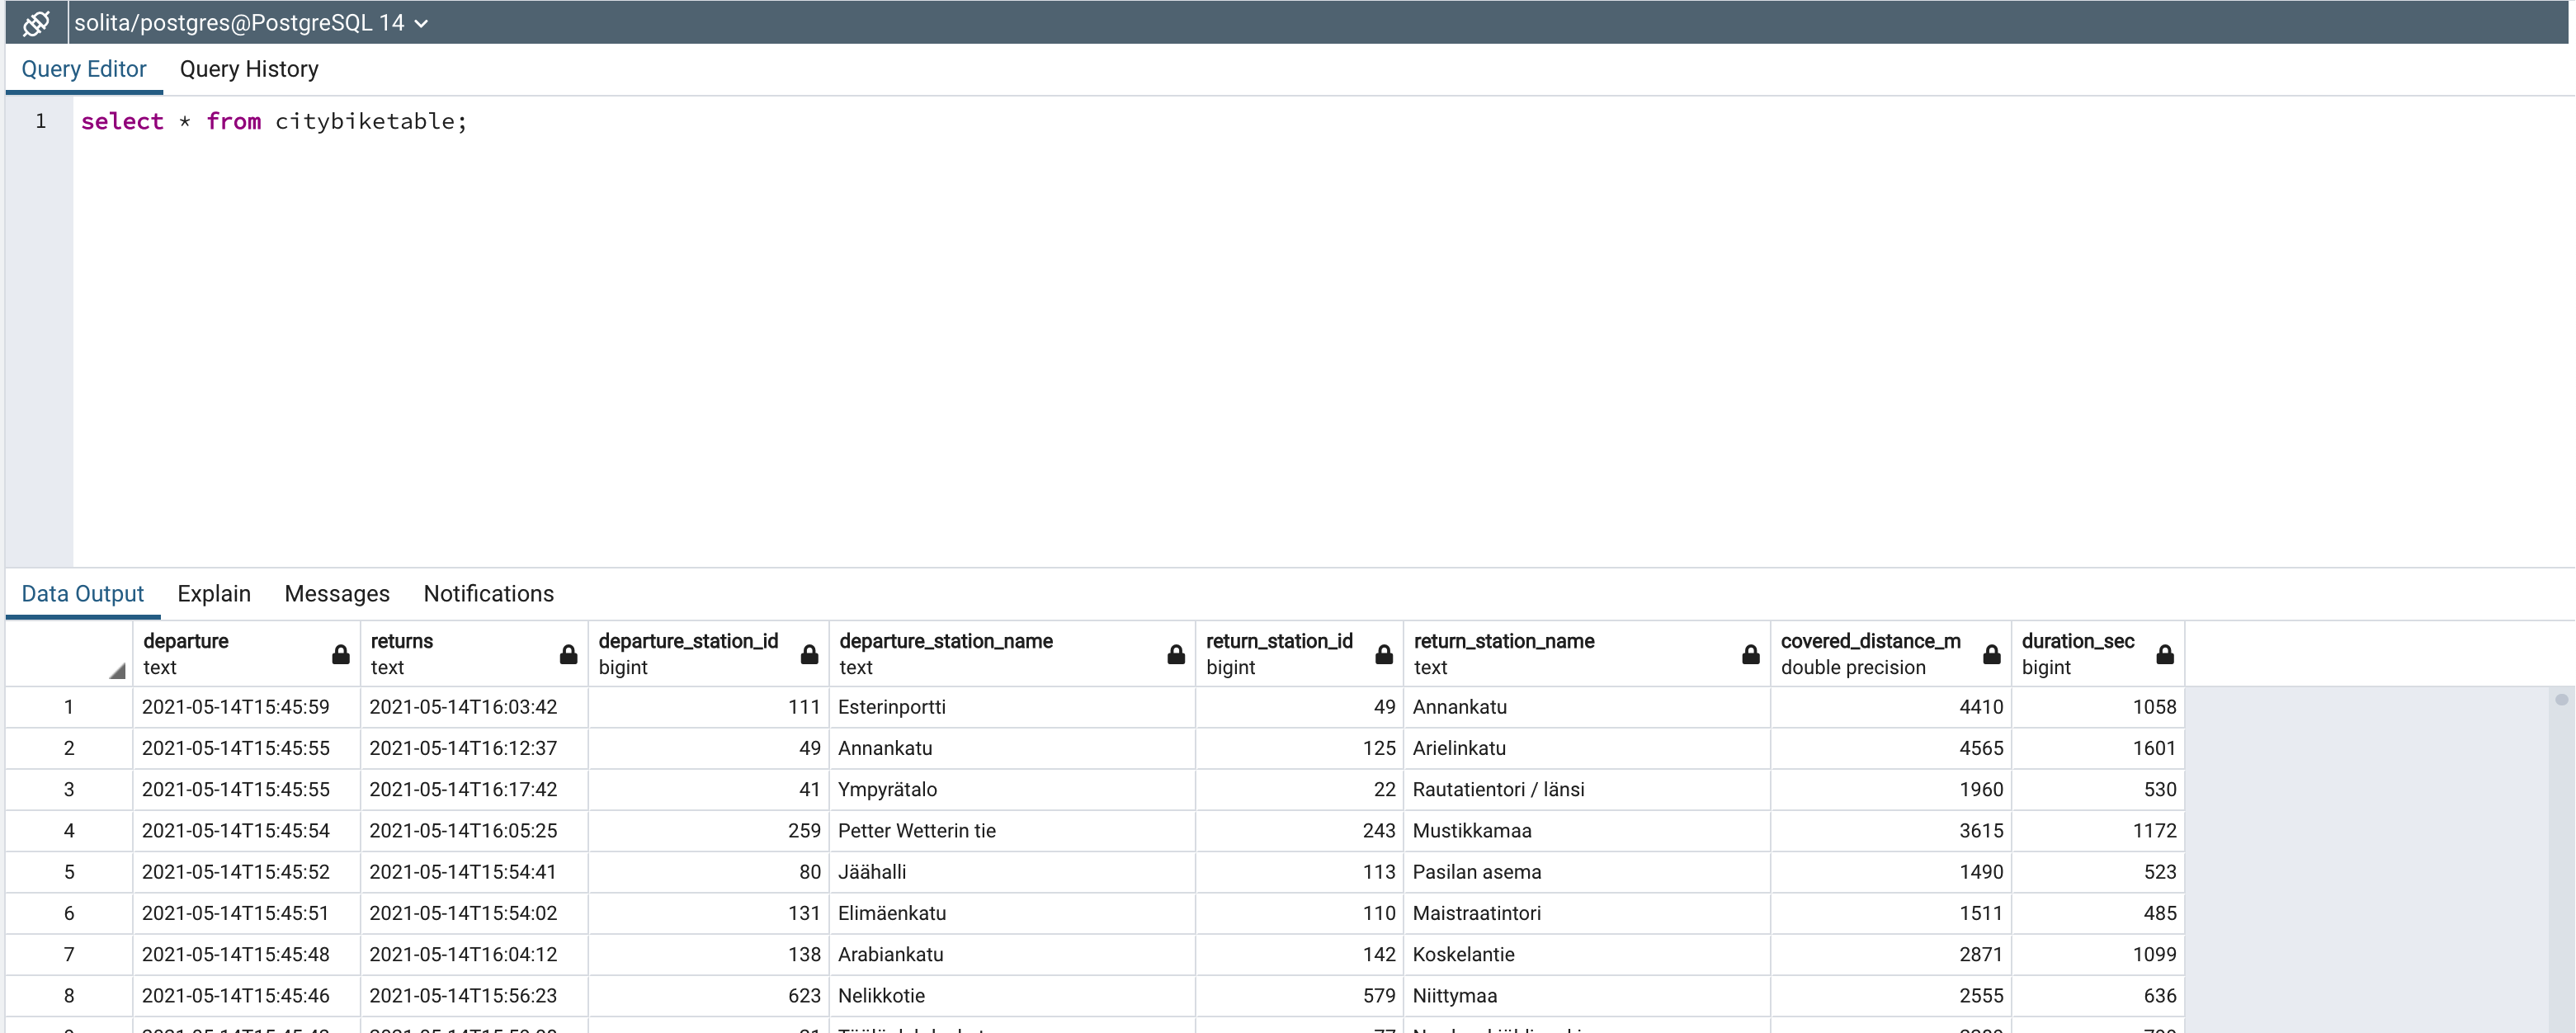 solita/postgres@PostgreSQL 14
Query Editor Query History
1 select * from citybiketable;
Data Output Explain Messages Notifications
departure returns departure_station_id departure_station_name return_station_id return_station_name covered_distance_m duration_sec
text text bigint text bigint text double precision bigint
1 2021-05-14T15:45:59 2021-05-14T16:03:42 111 Esterinportti 49 Annankatu 4410 1058
2 2021-05-14T15:45:55 2021-05-14T16:12:37 49 Annankatu 125 Arielinkatu 4565 1601
3 2021-05-14T15:45:55 2021-05-14T16:17:42 41 Ympyrätalo 22 Rautatientori / länsi 1960 530
4 2021-05-14T15:45:54 2021-05-14T16:05:25 259 Petter Wetterin tie 243 Mustikkamaa 3615 1172
5 2021-05-14T15:45:52 2021-05-14T15:54:41 80 Jäähalli 113 Pasilan asema 1490 523
6 2021-05-14T15:45:51 2021-05-14T15:54:02 131 Elimäenkatu 110 Maistraatintori 1511 485
7 2021-05-14T15:45:48 2021-05-14T16:04:12 138 Arabiankatu 142 Koskelantie 2871 1099
8 2021-05-14T15:45:46 2021-05-14T15:56:23 623 Nelikkotie 579 Niittymaa 2555 636